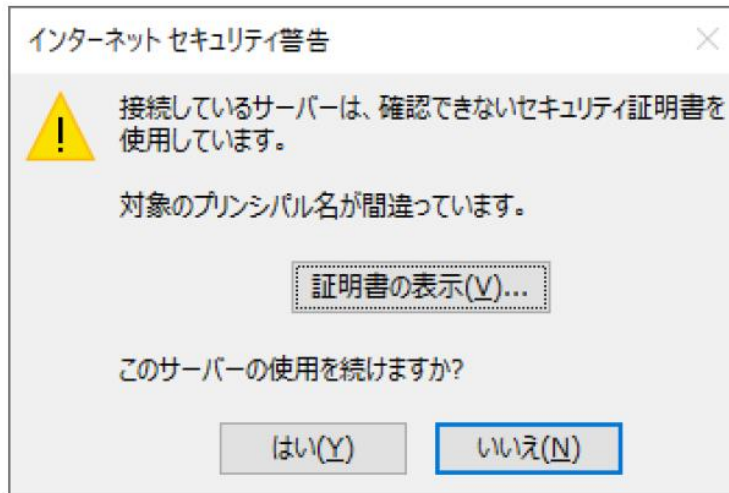 インターネット セキュリティ警告
接続しているサーバーは、確認できないセキュリティ証明書を
使用しています。
対象のプリンシパル名が間違っています。
証明書の表示(V)...
このサーバーの使用を続けますか?
はい(Y)
いいえ(N)